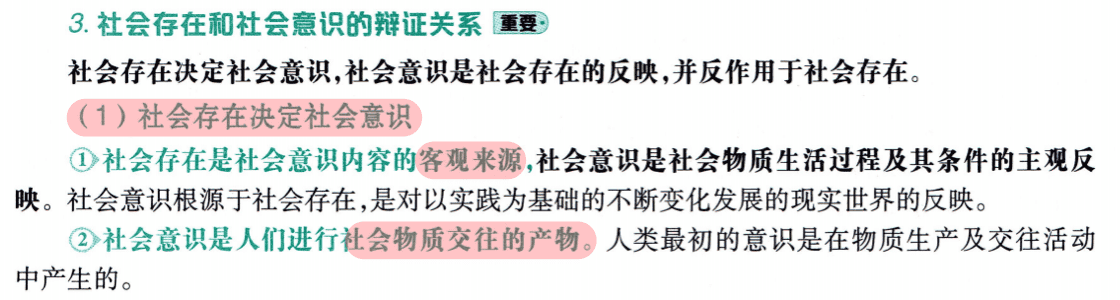 3. 社会存在和社会意识的辩证关系 重要
社会存在决定社会意识,社会意识是社会存在的反映,并反作用于社会存在。
(1)社会存在决定社会意识
①社会存在是社会意识内容的客观来源,社会意识是社会物质生活过程及其条件的主观反
映。社会意识根源于社会存在,是对以实践为基础的不断变化发展的现实世界的反映。
②社会意识是人们进行社会物质交往的产物。人类最初的意识是在物质生产及交往活动
中产生的。